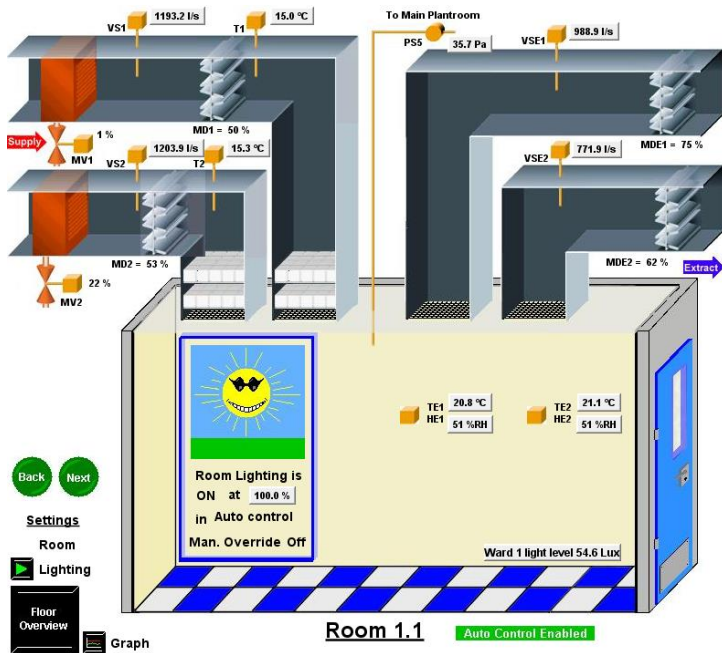 1193.2 l/s
VS1
15.0 ºC
T1
To Main Plantroom
PS5
35.7 Pa
988.9 l/s
VSE1
Supply
1 %
MV1
MD1 = 50 %
1203.9 l/s
VS2
15.3 ºC
T2
MDE1 = 75 %
771.9 l/s
VSE2
MD2 = 53 %
22 %
MV2
MDE2 = 62 %
Extract
TE1 20.8 ºC
HE1 51 %RH
TE2 21.1 ºC
HE2 51 %RH
Room Lighting is
ON at 100.0 %
in Auto control
Man. Override Off
Ward 1 light level 54.6 Lux
Back Next
Settings
Room
Lighting
Floor
Overview
Graph
Room 1.1
Auto Control Enabled